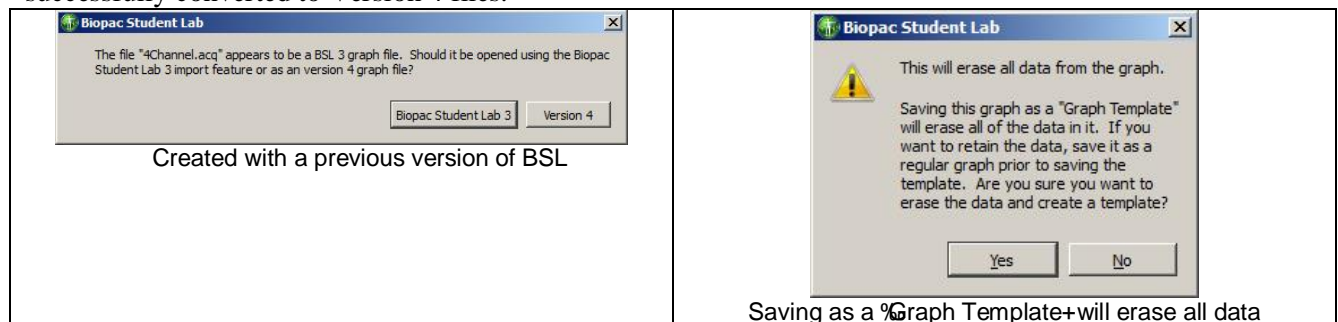 successfully converted to Version 4 files.
Biopac Student Lab
The file "4Channel.acq" appears to be a BSL 3 graph file. Should it be opened using the Biopac
Student Lab 3 import feature or as an version 4 graph file?
Biopac Student Lab 3
Version 4
Created with a previous version of BSL
Biopac Student Lab
This will erase all data from the graph.
Saving this graph as a "Graph Template"
will erase all of the data in it. If you
want to retain the data, save it as a
regular graph prior to saving the
template. Are you sure you want to
erase the data and create a template?
Yes
No
Saving as a %Graph Template+will erase all data